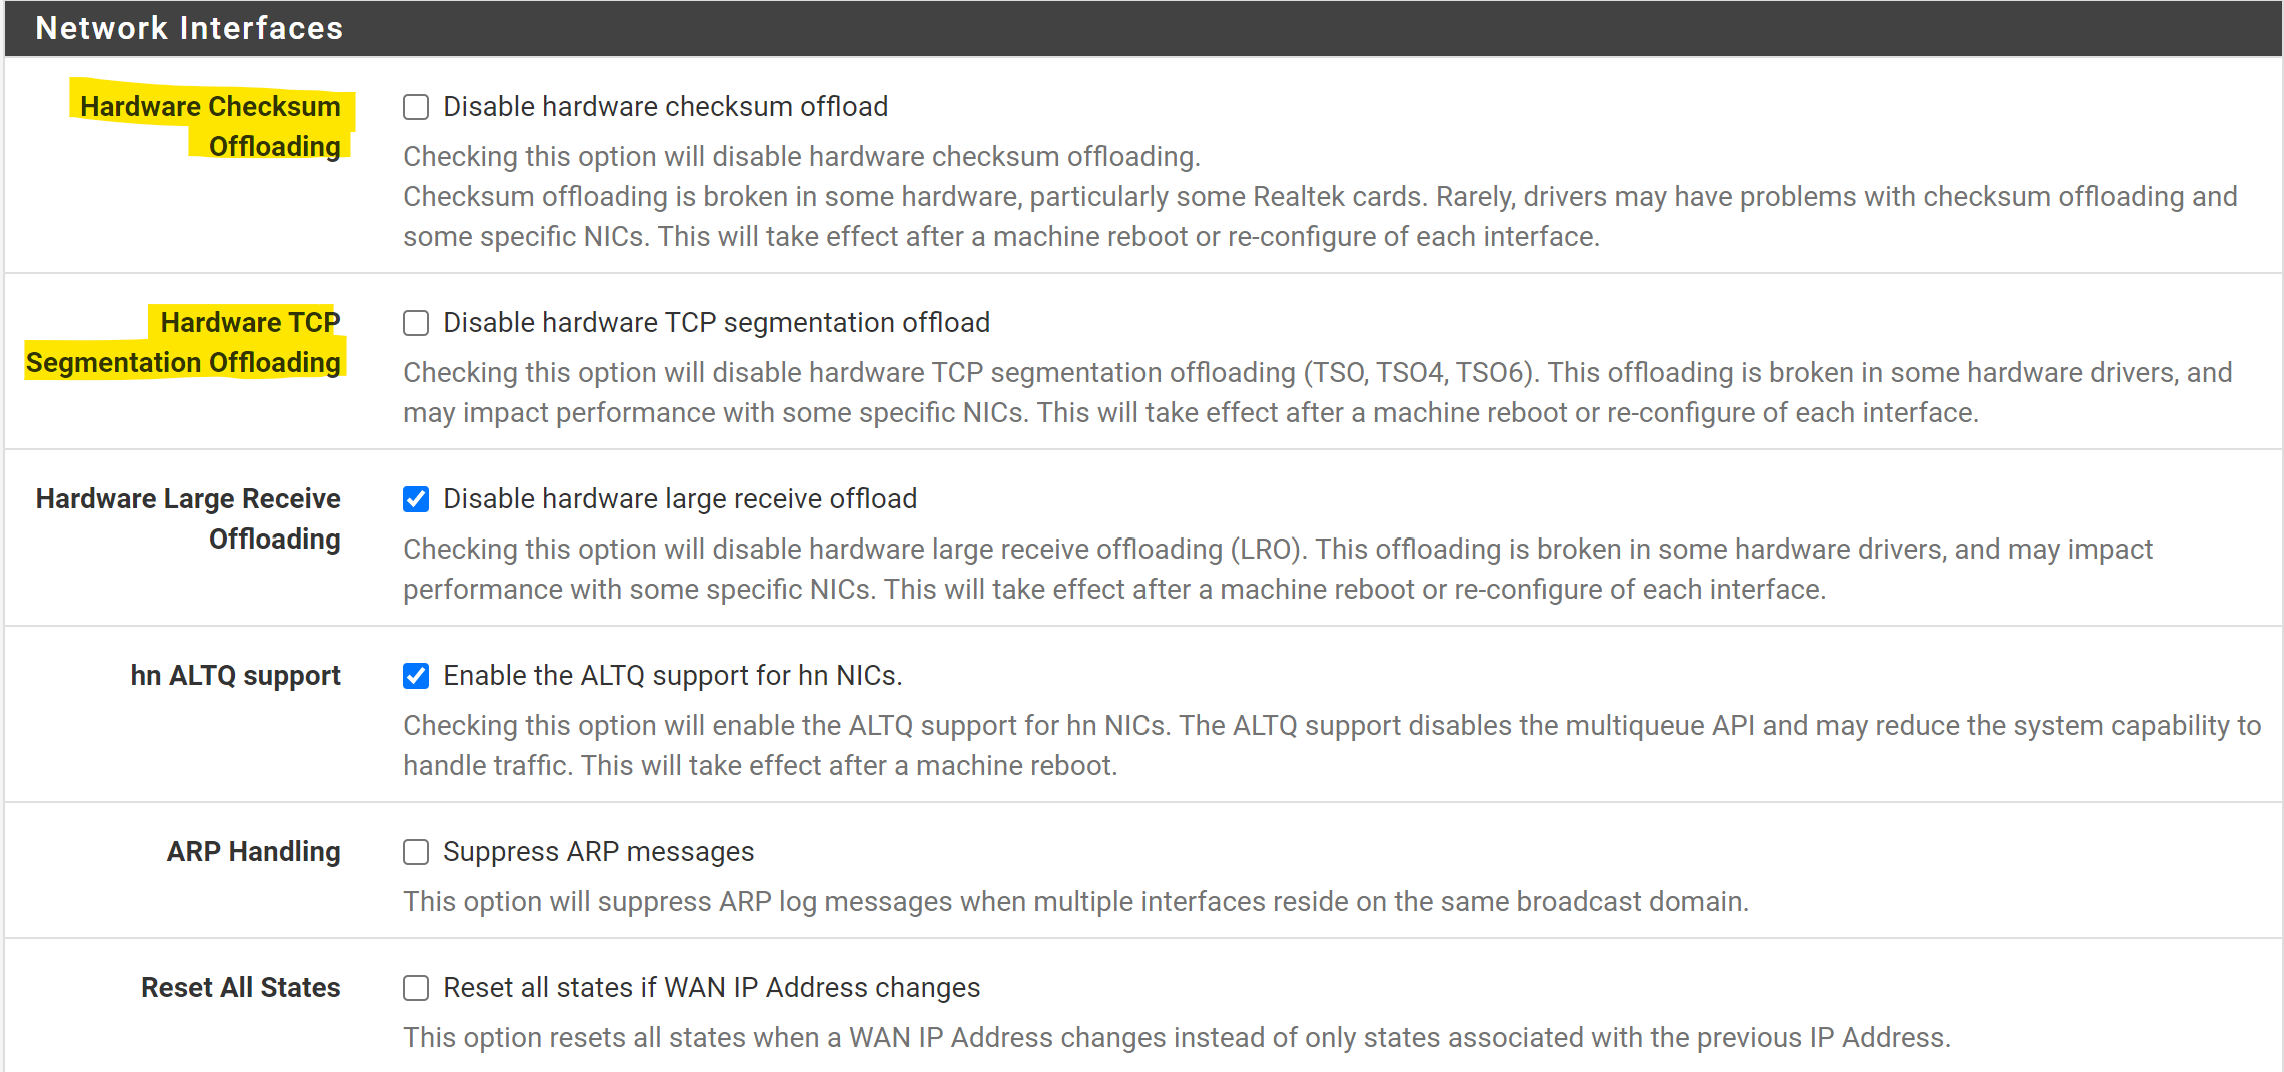 Network Interfaces
Hardware Checksum
Offloading
Disable hardware checksum offload
Checking this option will disable hardware checksum offloading.
Checksum offloading is broken in some hardware, particularly some Realtek cards. Rarely, drivers may have problems with checksum offloading and
some specific NICs. This will take effect after a machine reboot or re-configure of each interface.
Hardware TCP
Segmentation Offloading
Disable hardware TCP segmentation offload
Checking this option will disable hardware TCP segmentation offloading (TSO, TSO4, TSO6). This offloading is broken in some hardware drivers, and
may impact performance with some specific NICs. This will take effect after a machine reboot or re-configure of each interface.
Hardware Large Receive
Offloading
Disable hardware large receive offload
Checking this option will disable hardware large receive offloading (LRO). This offloading is broken in some hardware drivers, and may impact
performance with some specific NICs. This will take effect after a machine reboot or re-configure of each interface.
hn ALTQ support
Enable the ALTQ support for hn NICs.
Checking this option will enable the ALTQ support for hn NICs. The ALTQ support disables the multiqueue API and may reduce the system capability to
handle traffic. This will take effect after a machine reboot.
ARP Handling
Suppress ARP messages
This option will suppress ARP log messages when multiple interfaces reside on the same broadcast domain.
Reset All States
Reset all states if WAN IP Address changes
This option resets all states when a WAN IP Address changes instead of only states associated with the previous IP Address.